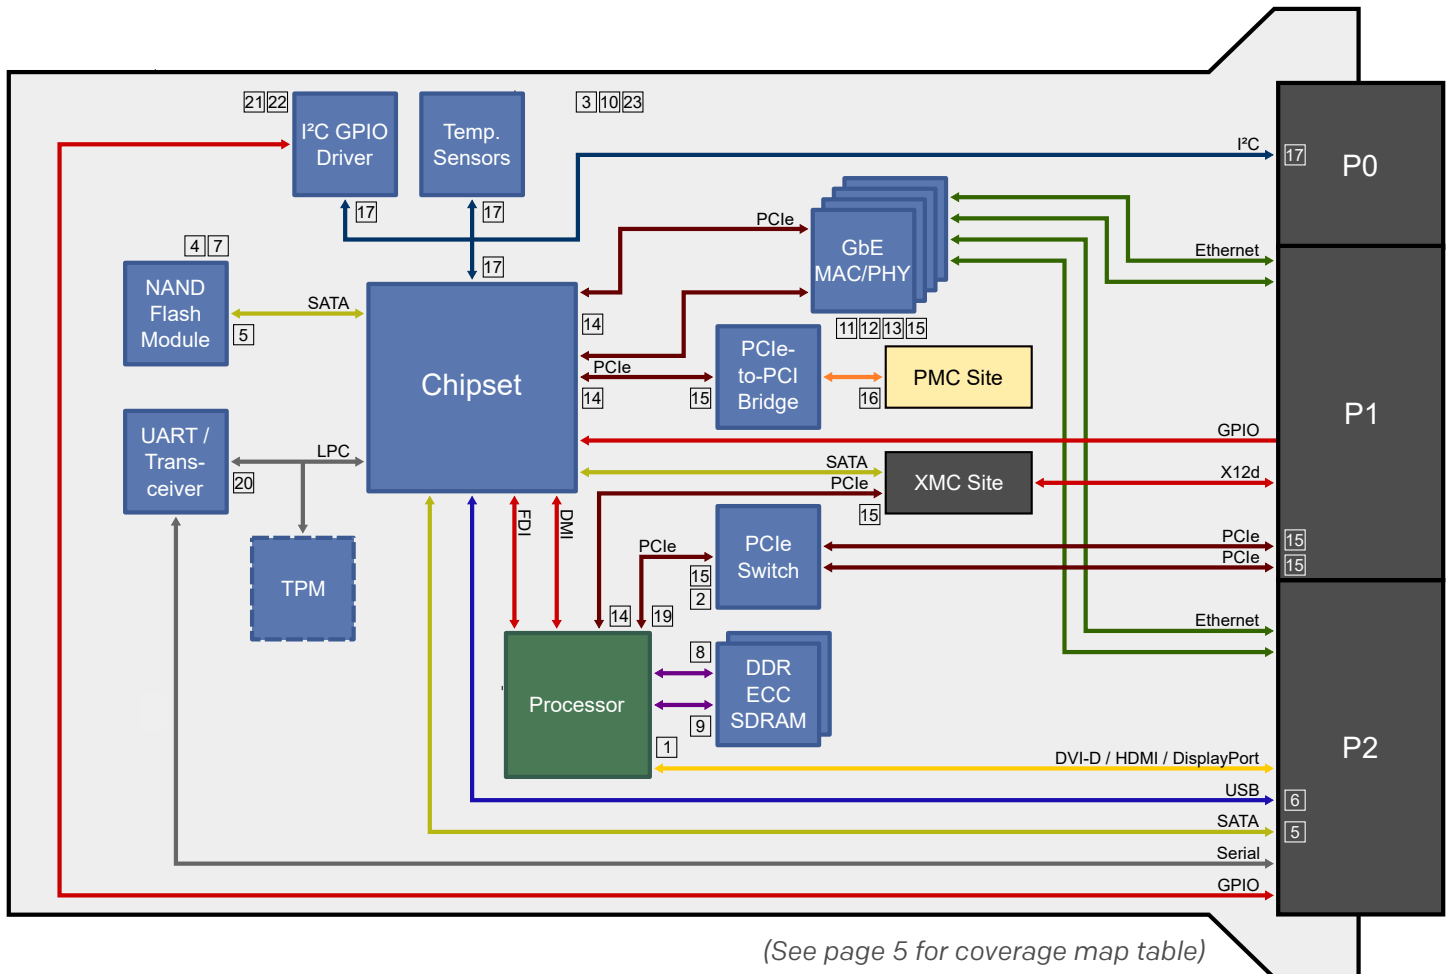 21 22
I²C GPIO
Driver
Temp.
Sensors
3 10 23
I²C
17
P0
17
17
17
PCIe
GbE
MAC/PHY
Ethernet
4 7
NAND
Flash
Module
SATA
5
14
11 12 13 15
Chipset
PCIe
14
15
PCIe-
to-PCI
Bridge
16
PMC Site
P1
GPIO
UART /
Trans-
ceiver
LPC
20
SATA
PCIe
15
XMC Site
X12d
FDI
DMI
PCIe
15
2
PCIe
Switch
PCIe
15
PCIe
15
TPM
14
19
Ethernet
Processor
8
9
1
DDR
ECC
SDRAM
P2
DVI-D / HDMI / DisplayPort
USB
6
SATA
5
Serial
GPIO
(See page 5 for coverage map table)